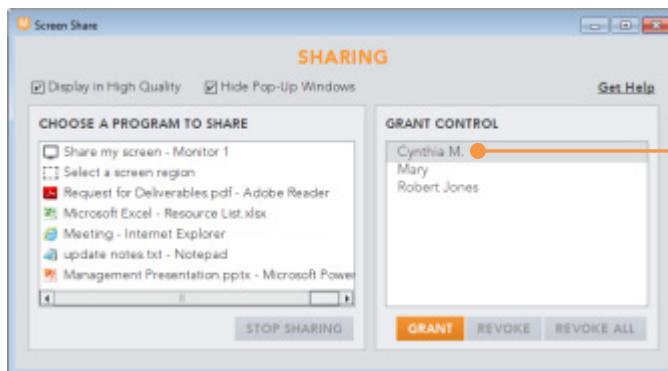 Screen Share
SHARING
Display in High Quality Hide Pop-Up Windows Get Help
CHOOSE A PROGRAM TO SHARE
Share my screen - Monitor 1
Select a screen region
Request for Deliverables.pdf - Adobe Reader
Microsoft Excel - Resource List.xlsx
Meeting - Internet Explorer
update notes.txt - Notepad
Management Presentation.pptx - Microsoft Power
STOP SHARING
GRANT CONTROL
Cynthia M.
Mary
Robert Jones
GRANT REVOKE REVOKE ALL